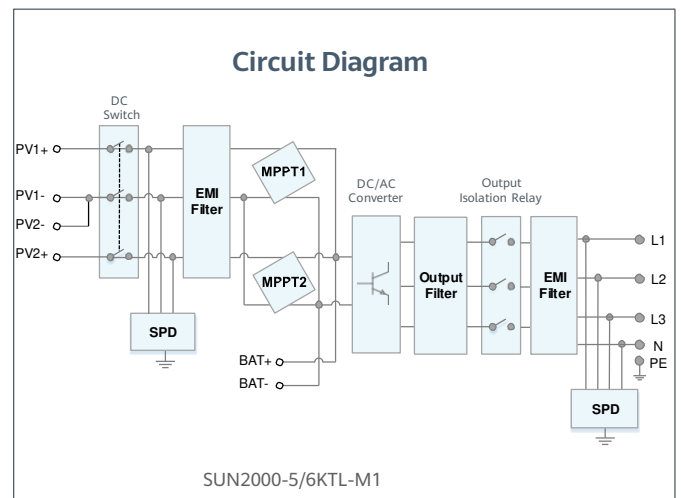 Circuit Diagram
DC
Switch
PV1+
PV1-
PV2-
PV2+
EMI
Filter
MPPT1
MPPT2
SPD
BAT+
BAT-
DC/AC
Converter
Output
Filter
Output
Isolation Relay
EMI
Filter
L1
L2
L3
N
PE
SPD
SUN2000-5/6KTL-M1